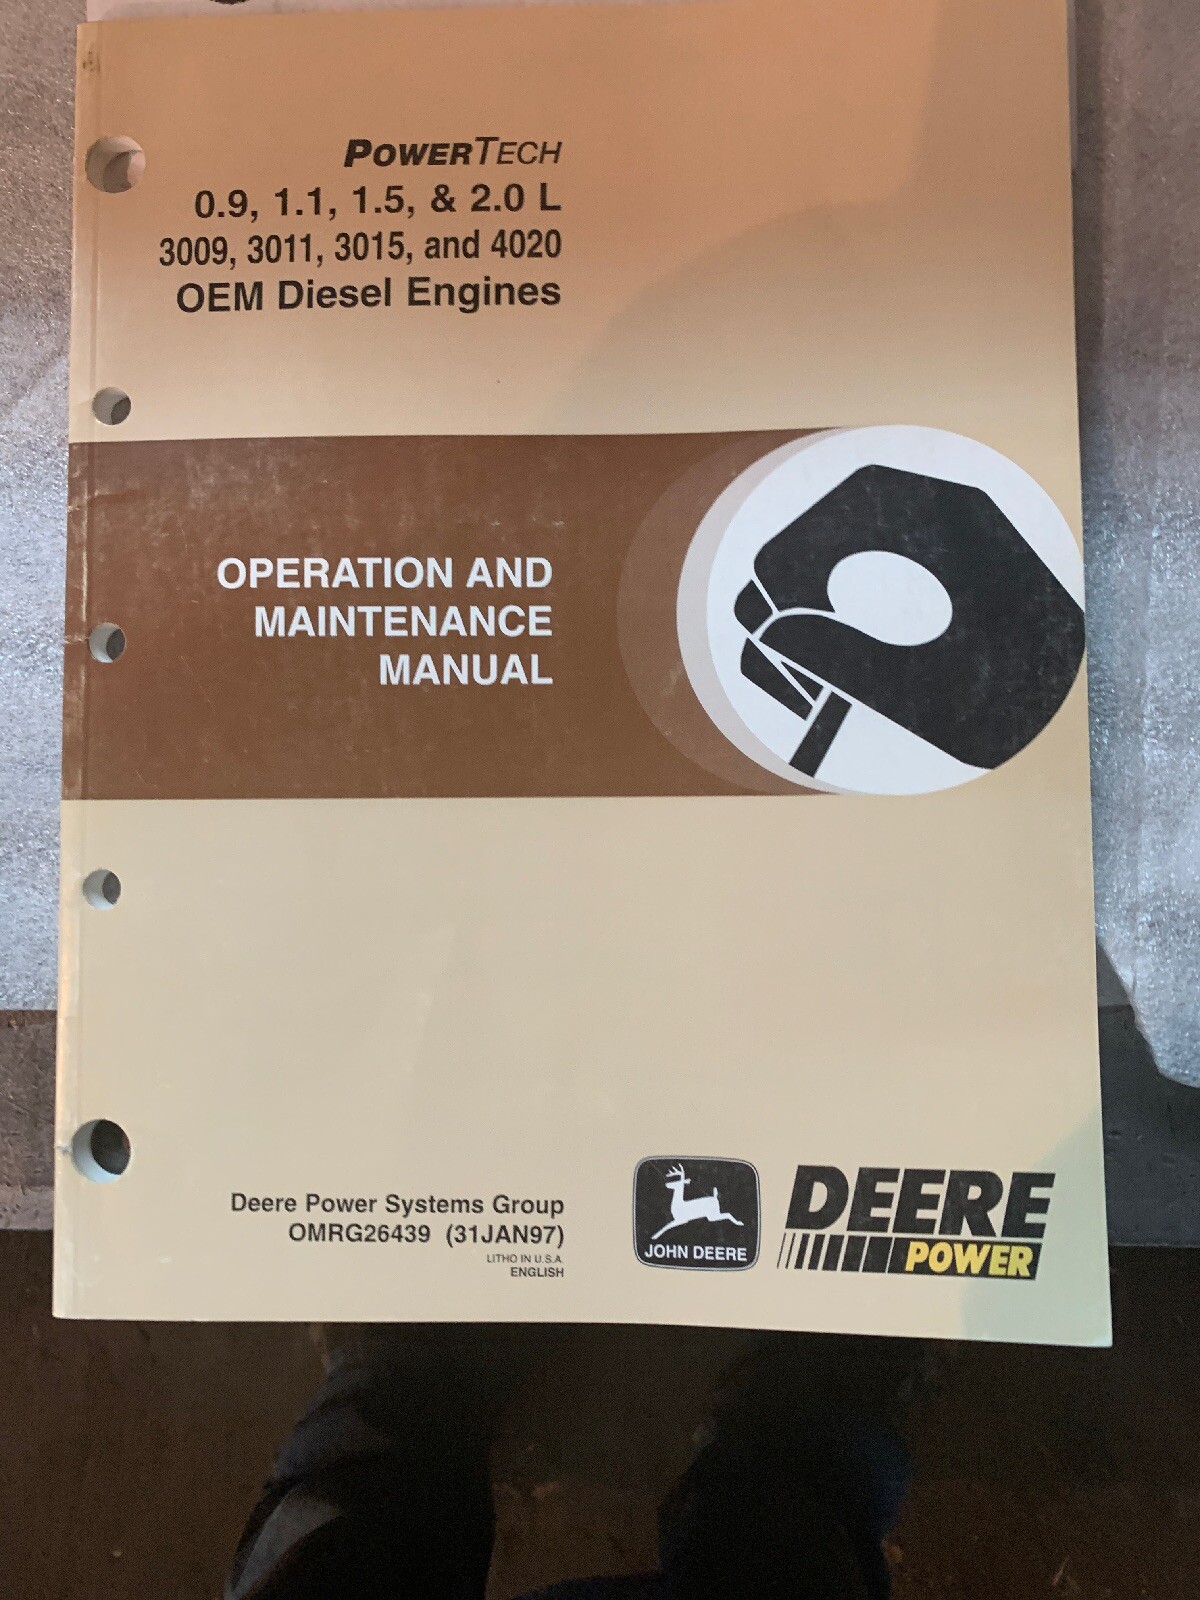 POWERTECH
0.9, 1.1, 1.5, & 2.0 L
3009, 3011, 3015, and 4020
OEM Diesel Engines
OPERATION AND
MAINTENANCE
MANUAL
Deere Power Systems Group
OMRG26439 (31JAN97)
LITHO IN U.S.A.
ENGLISH
JOHN DEERE
DEERE
POWER